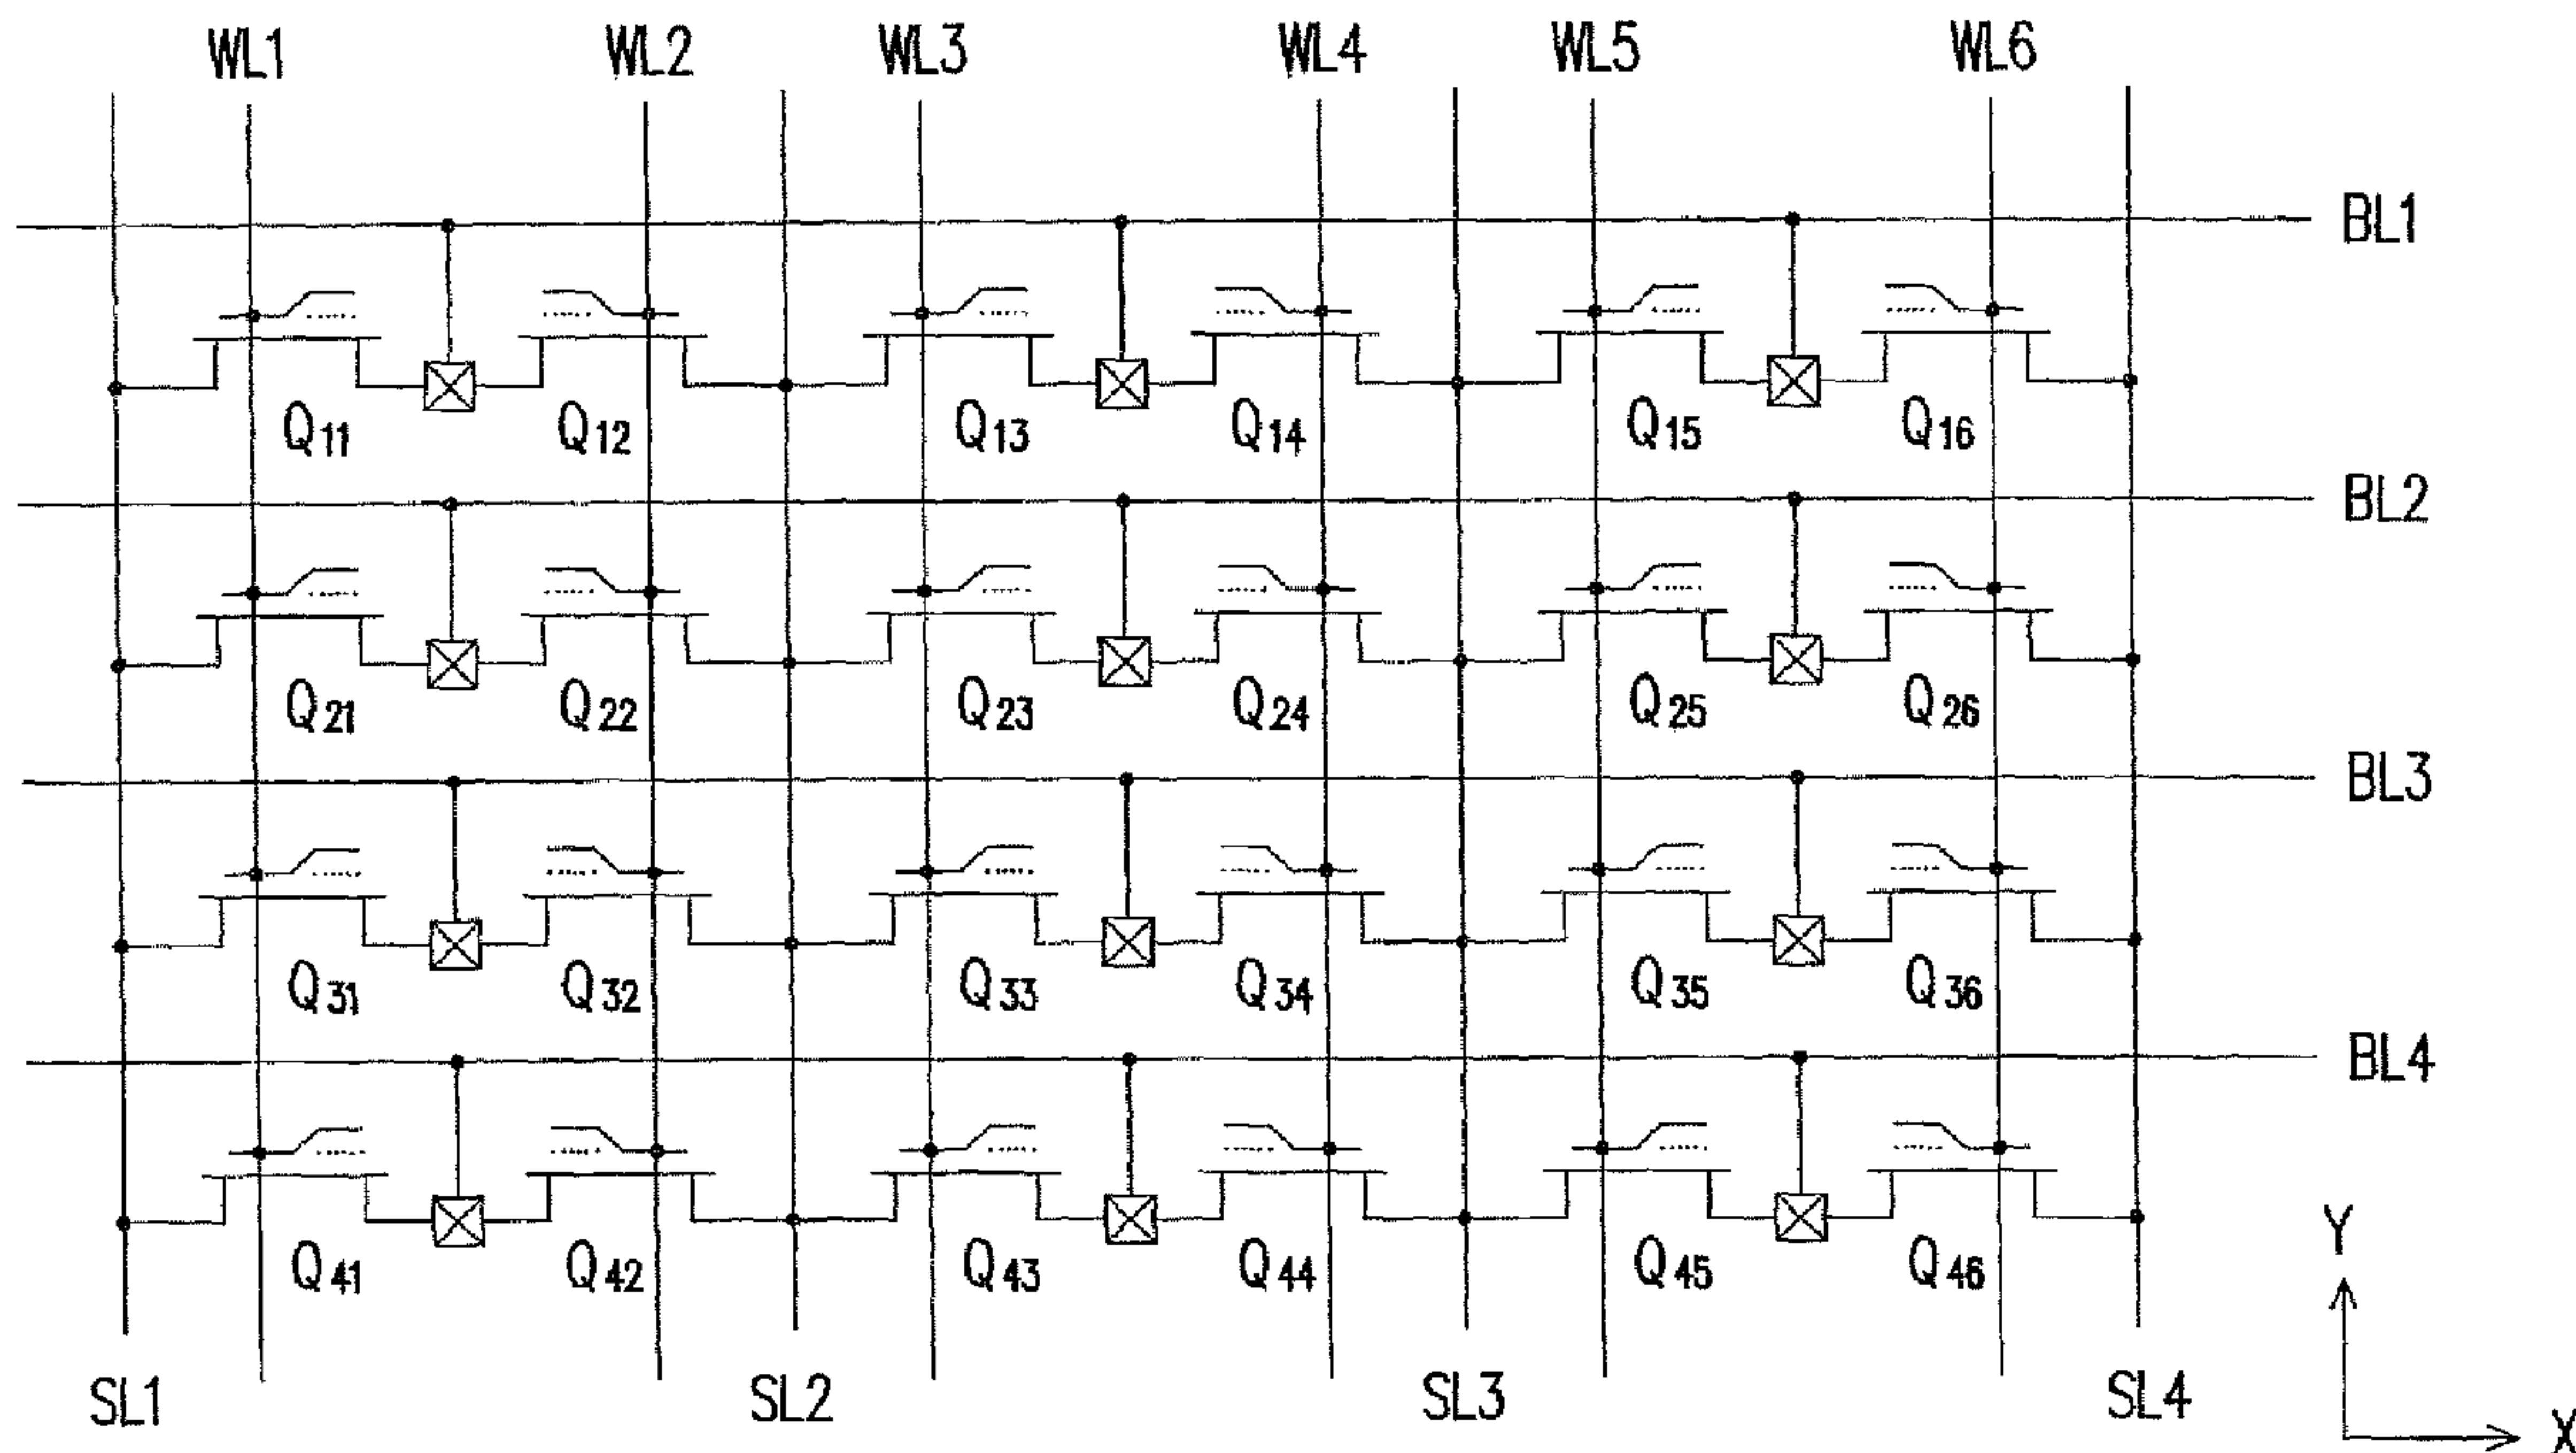 WL1 WL2 WL3 WL4 WL5 WL6
BL1
Q11 Q12 Q13 Q14 Q15 Q16
BL2
Q21 Q22 Q23 Q24 Q25 Q26
BL3
Q31 Q32 Q33 Q34 Q35 Q36
BL4
Q41 Q42 Q43 Q44 Q45 Q46
Y
SL1 SL2 SL3 SL4
X